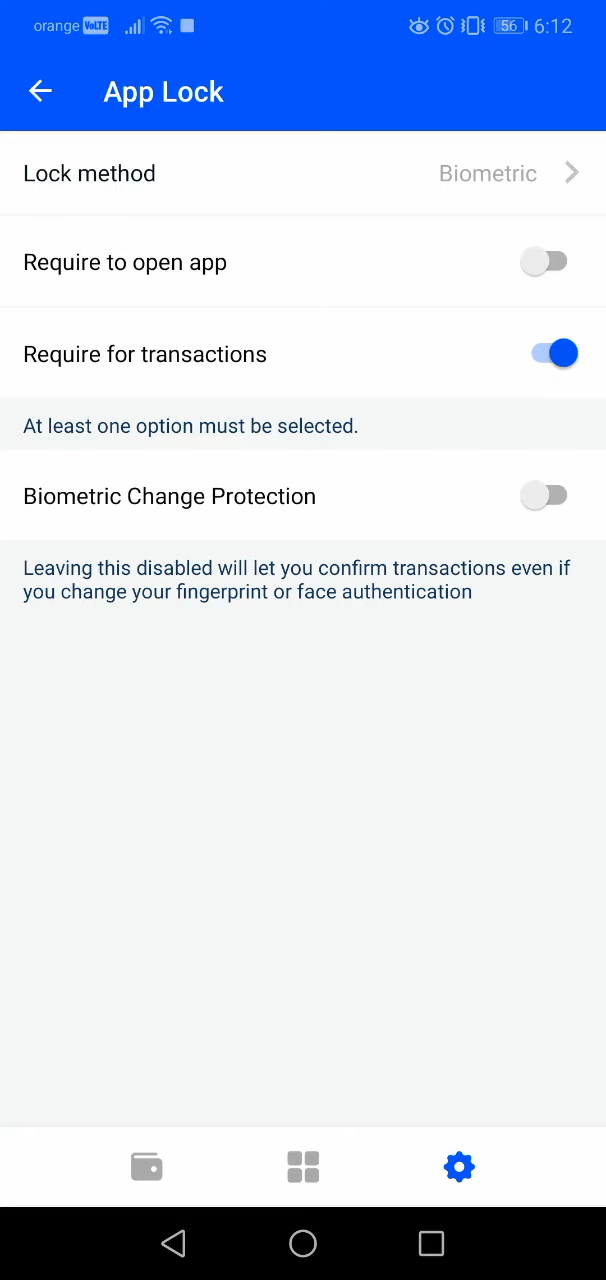 orange VoLTE 56 6:12
App Lock
Lock method Biometric
Require to open app
Require for transactions
At least one option must be selected.
Biometric Change Protection
Leaving this disabled will let you confirm transactions even if
you change your fingerprint or face authentication